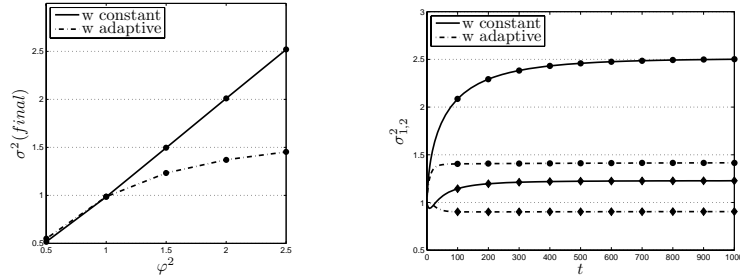 w constant
w adaptive
2.5
2
1.5
1
0.5
0.5 1 1.5 2 2.5
σ²(final)
φ²
w constant
w adaptive
3
2.5
2
1.5
1
0.5
0 100 200 300 400 500 600 700 800 900 1000
σ²₁,₂
t